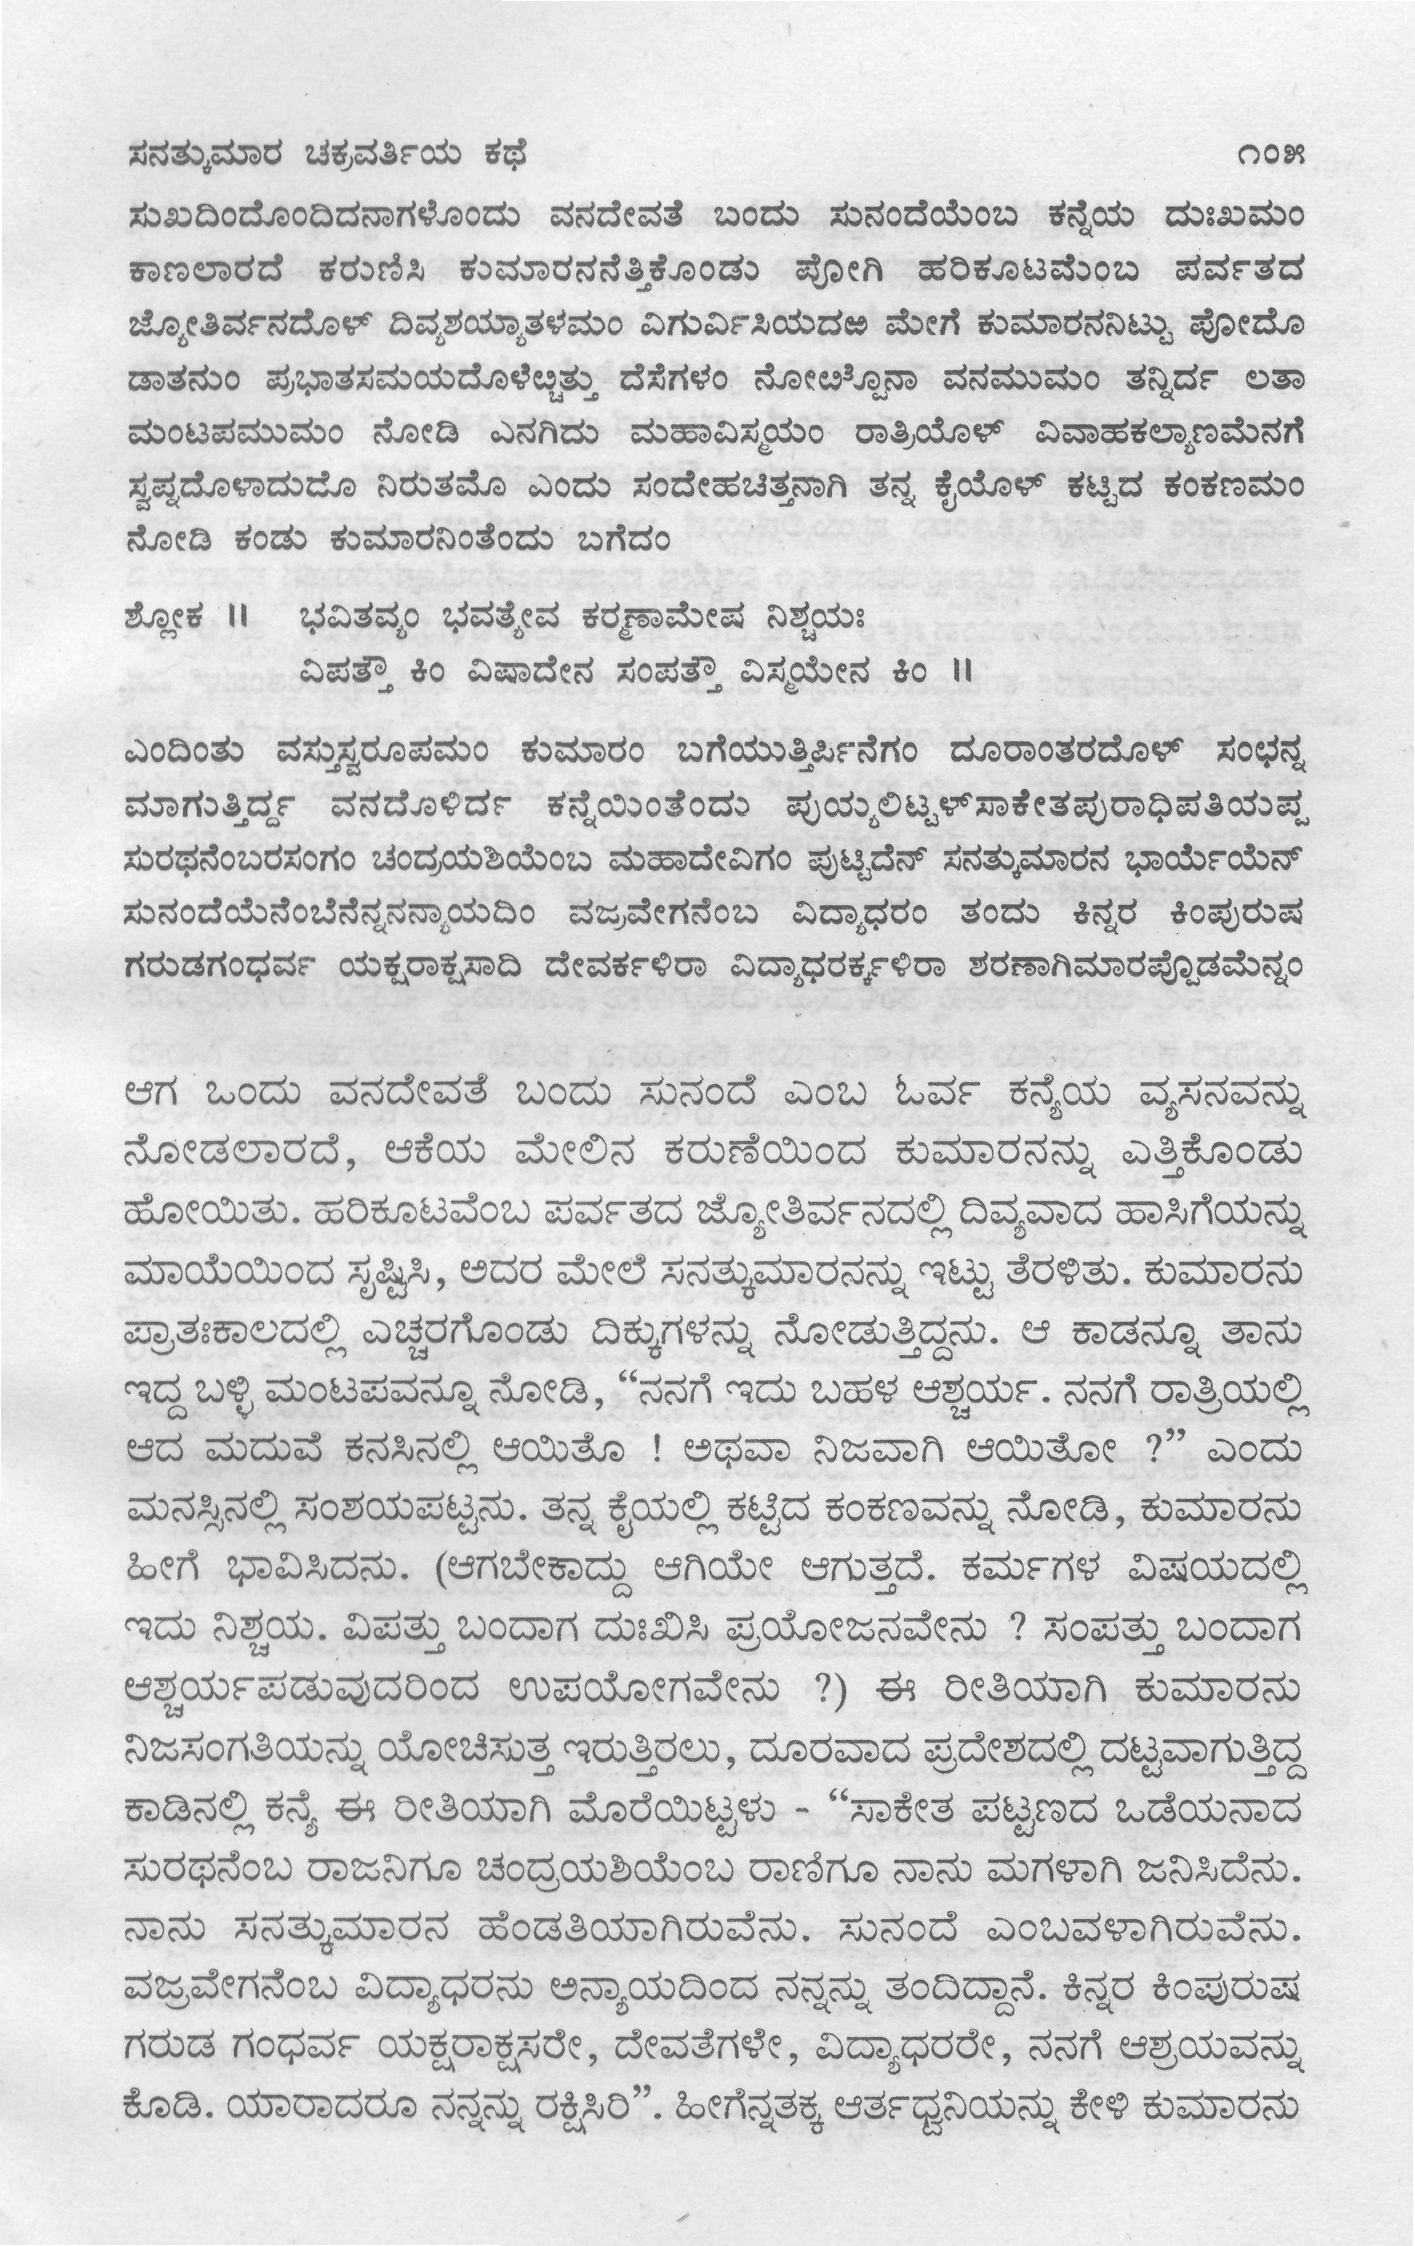 ಸನತ್ಕುಮಾರ ಚಕ್ರವರ್ತಿಯ ಕಥೆ ೧೦೫
ಸುಖದಿಂದೊಂದಿದನಾಗಳೊಂದು ವನದೇವತೆ ಬಂದು ಸುನಂದೆಯೆಂಬ ಕನ್ನೆಯ ದುಃಖಮಂ
ಕಾಣಲಾರದೆ ಕರುಣಿಸಿ ಕುಮಾರನನೆತ್ತಿಕೊಂಡು ಪೋಗಿ ಹರಿಕೂಟಮೆಂಬ ಪರ್ವತದ
ಜ್ಯೋತಿರ್ವನದೊಳ್ ದಿವ್ಯಶಯ್ಯಾತಳಮಂ ವಿಗುರ್ವಿಸಿಯದಱ ಮೇಗೆ ಕುಮಾರನನಿಟ್ಟು ಪೋದೊ
ಡಾತನುಂ ಪ್ರಭಾತಸಮಯದೊಳೆೞ್ಚತ್ತು ದೆಸೆಗಳಂ ನೋೞ್ಪೊನಾ ವನಮುಮಂ ತನ್ನಿರ್ದ ಲತಾ
ಮಂಟಪಮುಮಂ ನೋಡಿ ಎನಗಿದು ಮಹಾವಿಸ್ಮಯಂ ರಾತ್ರಿಯೊಳ್ ವಿವಾಹಕಲ್ಯಾಣಮೆನಗೆ
ಸ್ವಪ್ನದೊಳಾದುದೊ ನಿರುತಮೊ ಎಂದು ಸಂದೇಹಚಿತ್ತನಾಗಿ ತನ್ನ ಕೈಯೊಳ್ ಕಟ್ಟಿದ ಕಂಕಣಮಂ
ನೋಡಿ ಕಂಡು ಕುಮಾರನಿಂತೆಂದು ಬಗೆದಂ
ಶ್ಲೋಕ || ಭವಿತವ್ಯಂ ಭವತ್ಯೇವ ಕರ‍್ಮಣಾಮೇಷ ನಿಶ್ಚಯಃ
ವಿಪತ್ತೌ ಕಿಂ ವಿಷಾದೇನ ಸಂಪತ್ತೌ ವಿಸ್ಮಯೇನ ಕಿಂ ||
ಎಂದಿಂತು ವಸ್ತುಸ್ವರೂಪಮಂ ಕುಮಾರಂ ಬಗೆಯುತ್ತಿರ್ಪಿನೆಗಂ ದೂರಾಂತರದೊಳ್ ಸಂಛನ್ನ
ಮಾಗುತ್ತಿರ್ದ್ದ ವನದೊಳಿರ್ದ ಕನ್ನೆಯಿಂತೆಂದು ಪುಯ್ಯಲಿಟ್ಟಳ್‌ಸಾಕೇತಪುರಾಧಿಪತಿಯಪ್ಪ
ಸುರಥನೆಂಬರಸಂಗಂ ಚಂದ್ರಯಶಿಯೆಂಬ ಮಹಾದೇವಿಗಂ ಪುಟ್ಟಿದೆನ್ ಸನತ್ಕುಮಾರನ ಭಾರ್ಯೆಯೆನ್
ಸುನಂದೆಯೆನೆಂಬೆನೆನ್ನನನ್ಯಾಯದಿಂ ವಜ್ರವೇಗನೆಂಬ ವಿದ್ಯಾಧರಂ ತಂದು ಕಿನ್ನರ ಕಿಂಪುರುಷ
ಗರುಡಗಂಧರ್ವ ಯಕ್ಷರಾಕ್ಷಸಾದಿ ದೇವರ್ಕಳಿರಾ ವಿದ್ಯಾಧರರ್ಕ್ಕಳಿರಾ ಶರಣಾಗಿಮಾರಪ್ಪೊಡಮೆನ್ನಂ
ಆಗ ಒಂದು ವನದೇವತೆ ಬಂದು ಸುನಂದೆ ಎಂಬ ಓರ್ವ ಕನ್ಯೆಯ ವ್ಯಸನವನ್ನು
ನೋಡಲಾರದೆ, ಆಕೆಯ ಮೇಲಿನ ಕರುಣೆಯಿಂದ ಕುಮಾರನನ್ನು ಎತ್ತಿಕೊಂಡು
ಹೋಯಿತು. ಹರಿಕೂಟವೆಂಬ ಪರ್ವತದ ಜ್ಯೋತಿರ್ವನದಲ್ಲಿ ದಿವ್ಯವಾದ ಹಾಸಿಗೆಯನ್ನು
ಮಾಯೆಯಿಂದ ಸೃಷ್ಟಿಸಿ, ಅದರ ಮೇಲೆ ಸನತ್ಕುಮಾರನನ್ನು ಇಟ್ಟು ತೆರಳಿತು. ಕುಮಾರನು
ಪ್ರಾತಃಕಾಲದಲ್ಲಿ ಎಚ್ಚರಗೊಂಡು ದಿಕ್ಕುಗಳನ್ನು ನೋಡುತ್ತಿದ್ದನು. ಆ ಕಾಡನ್ನೂ ತಾನು
ಇದ್ದ ಬಳ್ಳಿ ಮಂಟಪವನ್ನೂ ನೋಡಿ, “ನನಗೆ ಇದು ಬಹಳ ಆಶ್ಚರ್ಯ. ನನಗೆ ರಾತ್ರಿಯಲ್ಲಿ
ಆದ ಮದುವೆ ಕನಸಿನಲ್ಲಿ ಆಯಿತೊ ! ಅಥವಾ ನಿಜವಾಗಿ ಆಯಿತೋ ?” ಎಂದು
ಮನಸ್ಸಿನಲ್ಲಿ ಸಂಶಯಪಟ್ಟನು. ತನ್ನ ಕೈಯಲ್ಲಿ ಕಟ್ಟಿದ ಕಂಕಣವನ್ನು ನೋಡಿ, ಕುಮಾರನು
ಹೀಗೆ ಭಾವಿಸಿದನು. (ಆಗಬೇಕಾದ್ದು ಆಗಿಯೇ ಆಗುತ್ತದೆ. ಕರ್ಮಗಳ ವಿಷಯದಲ್ಲಿ
ಇದು ನಿಶ್ಚಯ. ವಿಪತ್ತು ಬಂದಾಗ ದುಃಖಿಸಿ ಪ್ರಯೋಜನವೇನು ? ಸಂಪತ್ತು ಬಂದಾಗ
ಆಶ್ಚರ್ಯಪಡುವುದರಿಂದ ಉಪಯೋಗವೇನು ?) ಈ ರೀತಿಯಾಗಿ ಕುಮಾರನು
ನಿಜಸಂಗತಿಯನ್ನು ಯೋಚಿಸುತ್ತ ಇರುತ್ತಿರಲು, ದೂರವಾದ ಪ್ರದೇಶದಲ್ಲಿ ದಟ್ಟವಾಗುತ್ತಿದ್ದ
ಕಾಡಿನಲ್ಲಿ ಕನ್ಯೆ ಈ ರೀತಿಯಾಗಿ ಮೊರೆಯಿಟ್ಟಳು - “ಸಾಕೇತ ಪಟ್ಟಣದ ಒಡೆಯನಾದ
ಸುರಥನೆಂಬ ರಾಜನಿಗೂ ಚಂದ್ರಯಶಿಯೆಂಬ ರಾಣಿಗೂ ನಾನು ಮಗಳಾಗಿ ಜನಿಸಿದೆನು.
ನಾನು ಸನತ್ಕುಮಾರನ ಹೆಂಡತಿಯಾಗಿರುವೆನು. ಸುನಂದೆ ಎಂಬವಳಾಗಿರುವೆನು.
ವಜ್ರವೇಗನೆಂಬ ವಿದ್ಯಾಧರನು ಅನ್ಯಾಯದಿಂದ ನನ್ನನ್ನು ತಂದಿದ್ದಾನೆ. ಕಿನ್ನರ ಕಿಂಪುರುಷ
ಗರುಡ ಗಂಧರ್ವ ಯಕ್ಷರಾಕ್ಷಸರೇ, ದೇವತೆಗಳೇ, ವಿದ್ಯಾಧರರೇ, ನನಗೆ ಆಶ್ರಯವನ್ನು
ಕೊಡಿ. ಯಾರಾದರೂ ನನ್ನನ್ನು ರಕ್ಷಿಸಿರಿ”. ಹೀಗೆನ್ನತಕ್ಕ ಆರ್ತಧ್ವನಿಯನ್ನು ಕೇಳಿ ಕುಮಾರನು